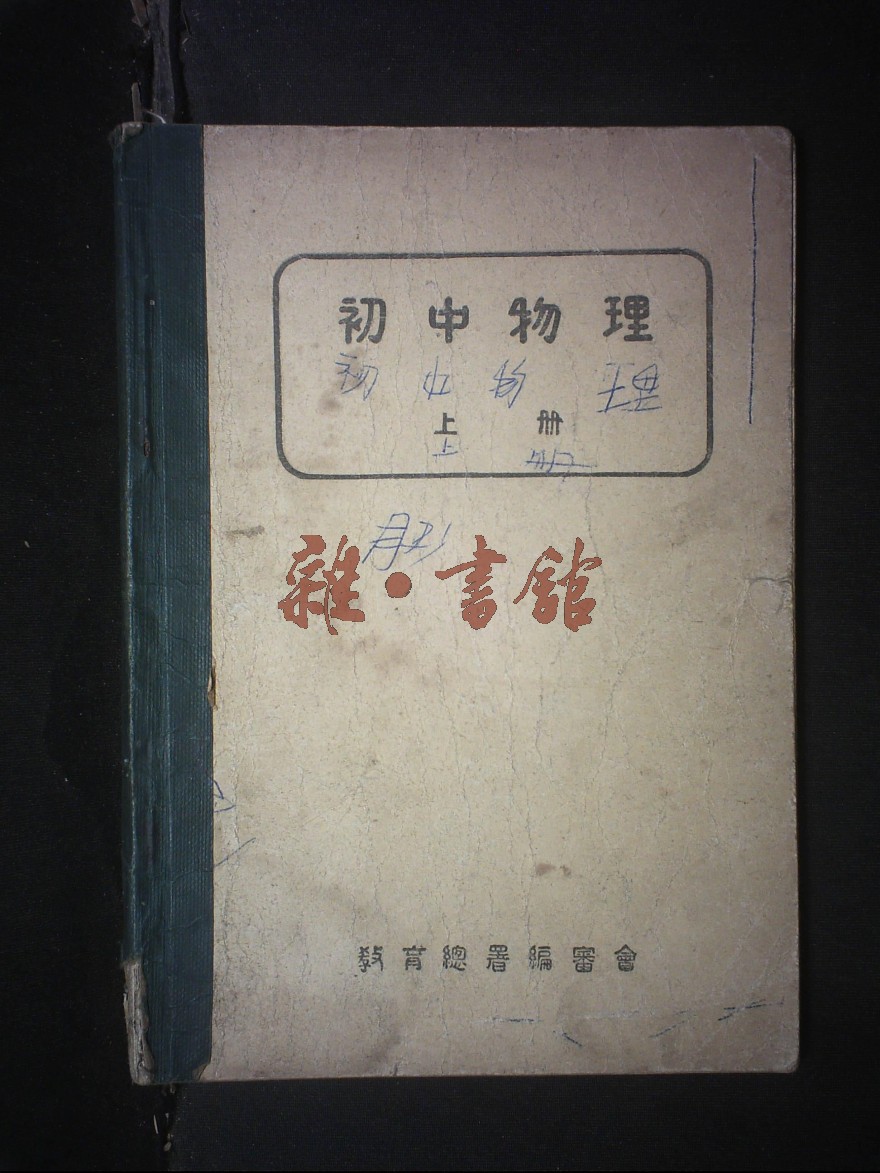 初中物理
初中物理
上册
上册
雜·書館
教育總署編審會